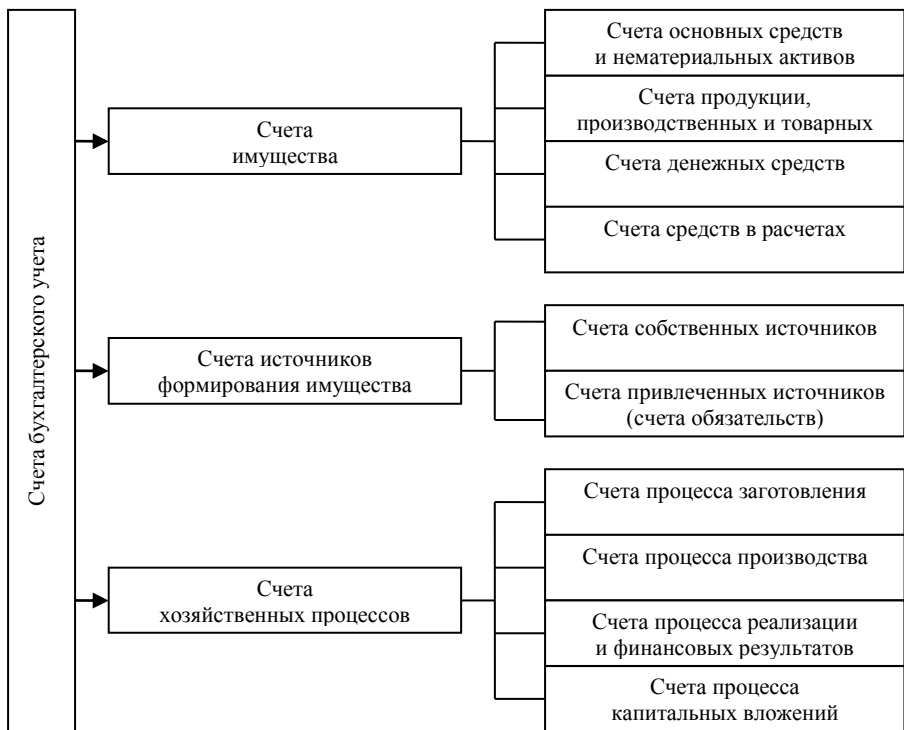 Счета бухгалтерского учета
Счета
имущества
Счета основных средств
и нематериальных активов
Счета продукции,
производственных и товарных
Счета денежных средств
Счета средств в расчетах
Счета источников
формирования имущества
Счета собственных источников
Счета привлеченных источников
(счета обязательств)
Счета
хозяйственных процессов
Счета процесса заготовления
Счета процесса производства
Счета процесса реализации
и финансовых результатов
Счета процесса
капитальных вложений